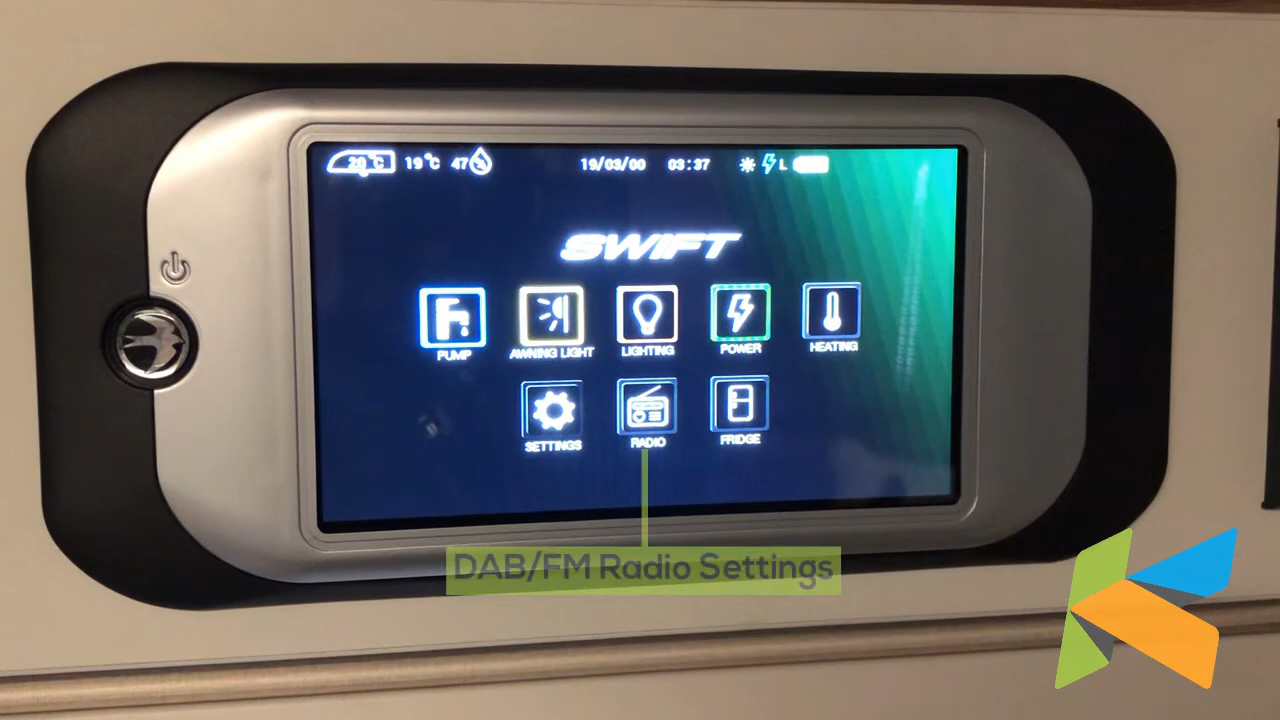 20°C 19°C 47 19/03/00 03:37 L
SWIFT
PUMP AWNING LIGHT LIGHTING POWER HEATING
SETTINGS RADIO FRIDGE
DAB/FM Radio Settings